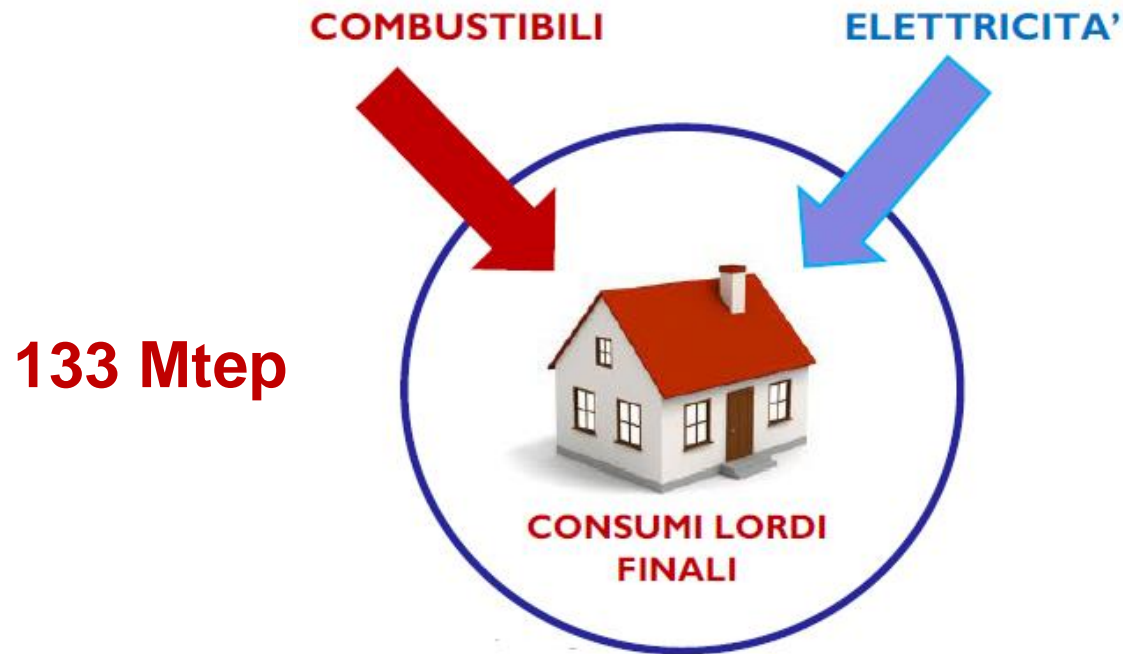 COMBUSTIBILI
ELETTRICITA’
133 Mtep
CONSUMI LORDI
FINALI